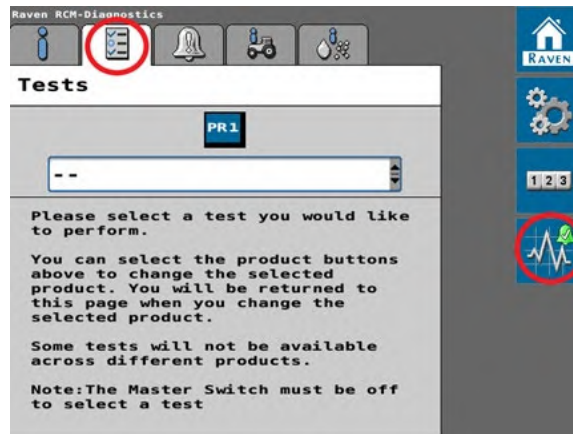 Raven RCM-Diagnostics
RAVEN
Tests
PR1
--
1 2 3
Please select a test you would like
to perform.
You can select the product buttons
above to change the selected
product. You will be returned to
this page when you change the
selected product.
Some tests will not be available
across different products.
Note:The Master Switch must be off
to select a test